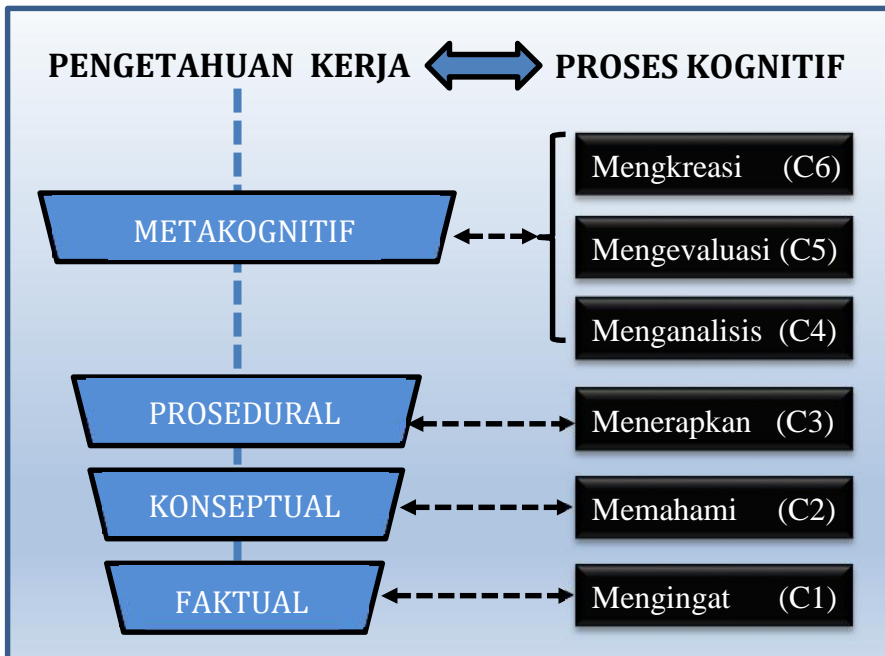 PENGETAHUAN KERJA
PROSES KOGNITIF
METAKOGNITIF
Mengkreasi (C6)
Mengevaluasi (C5)
Menganalisis (C4)
PROSEDURAL
Menerapkan (C3)
KONSEPTUAL
Memahami (C2)
FAKTUAL
Mengingat (C1)